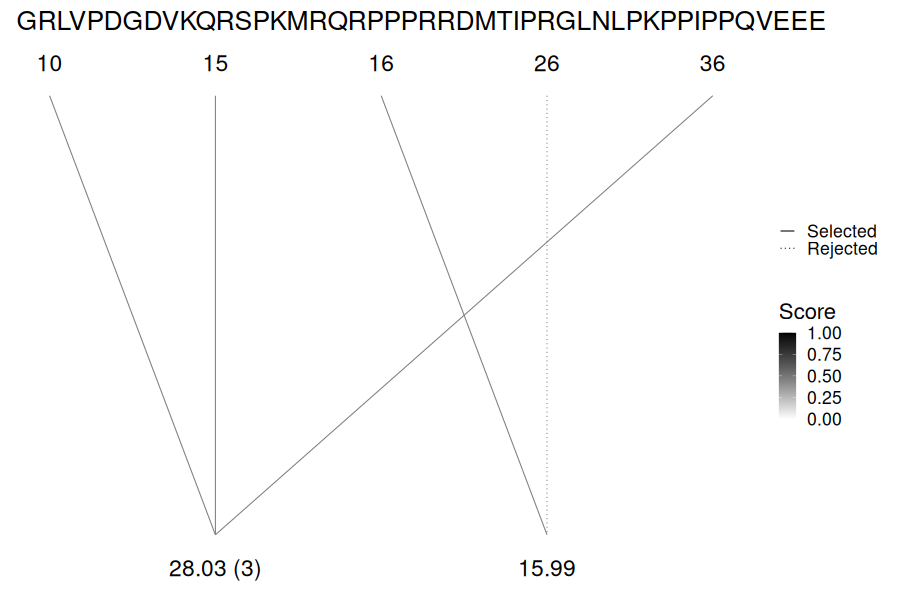 GRLVPDGDVKQRSPKMRQRPPPRRDMTIPRGLNLPKPPIPPQVEEE
10 15 16 26 36
Selected
Rejected
Score
1.00
0.75
0.50
0.25
0.00
28.03 (3) 15.99